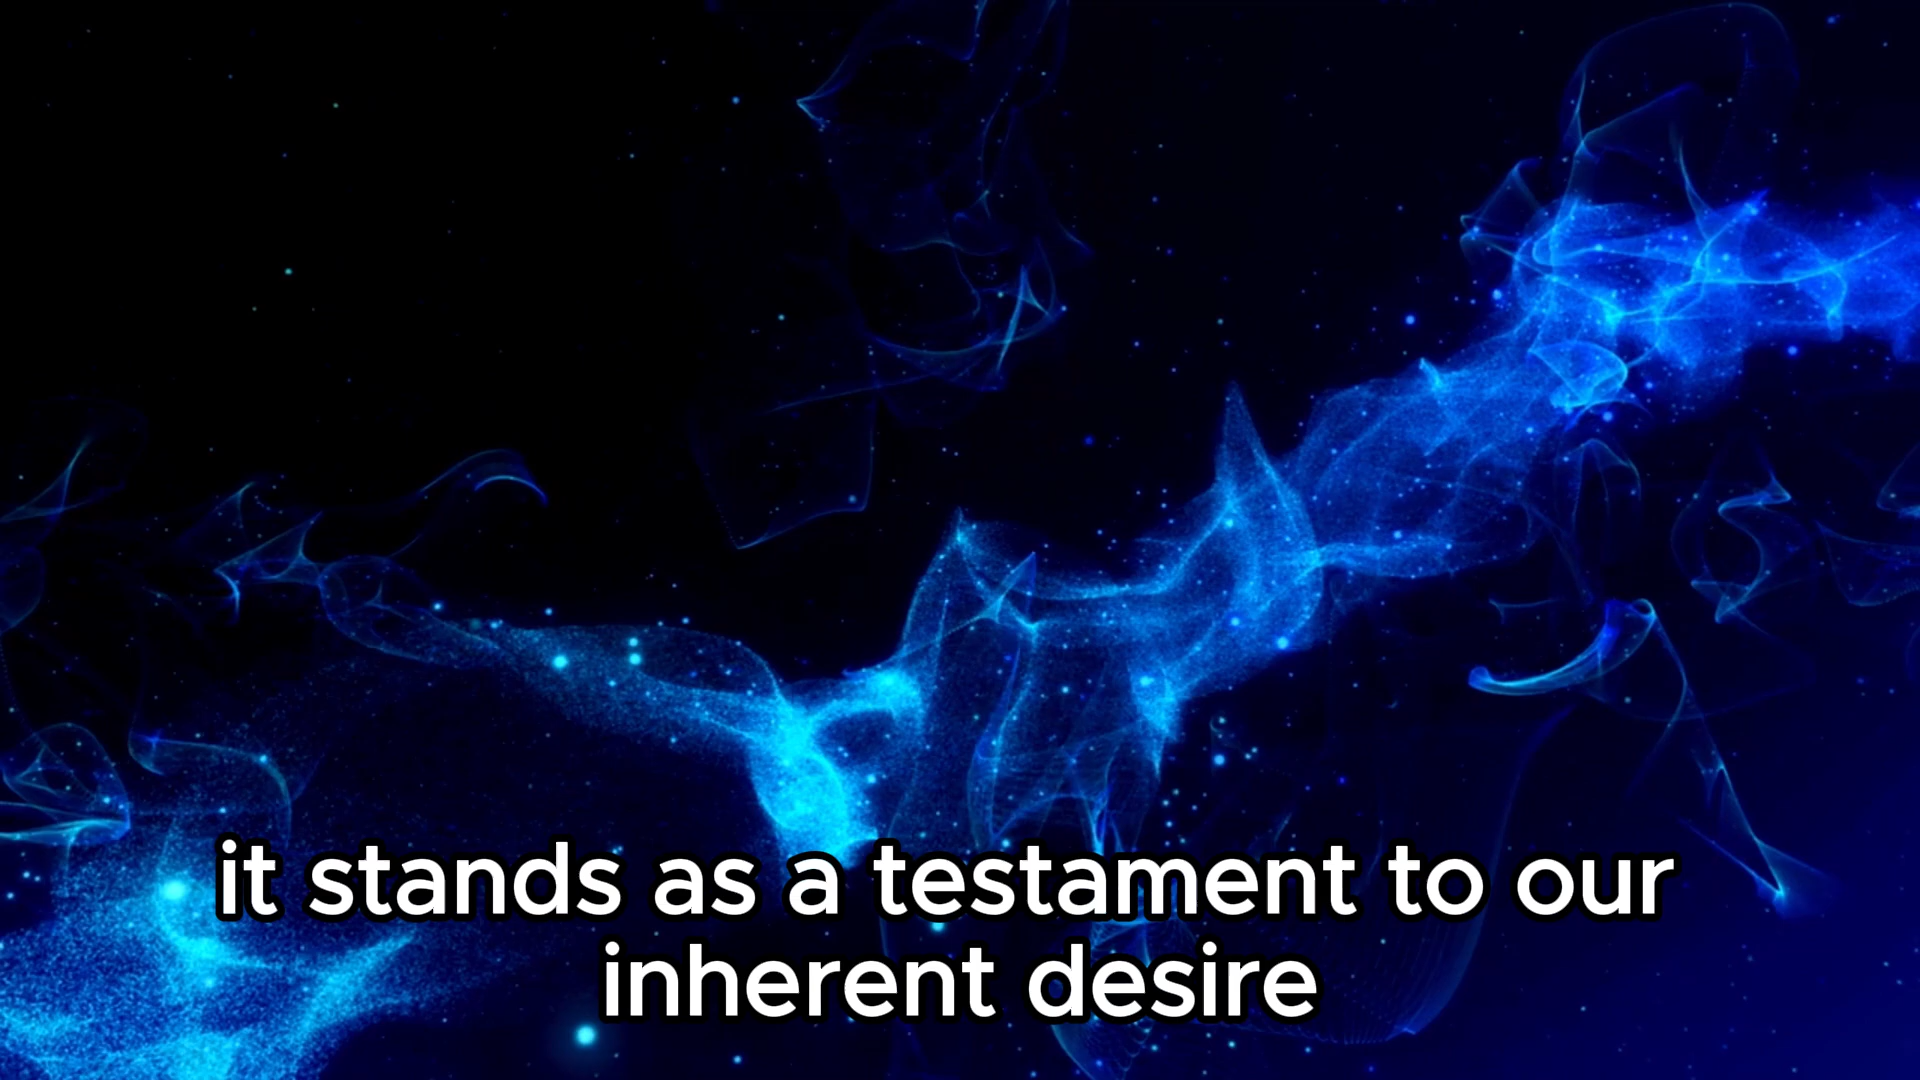 it stands as a testament to our
inherent desire